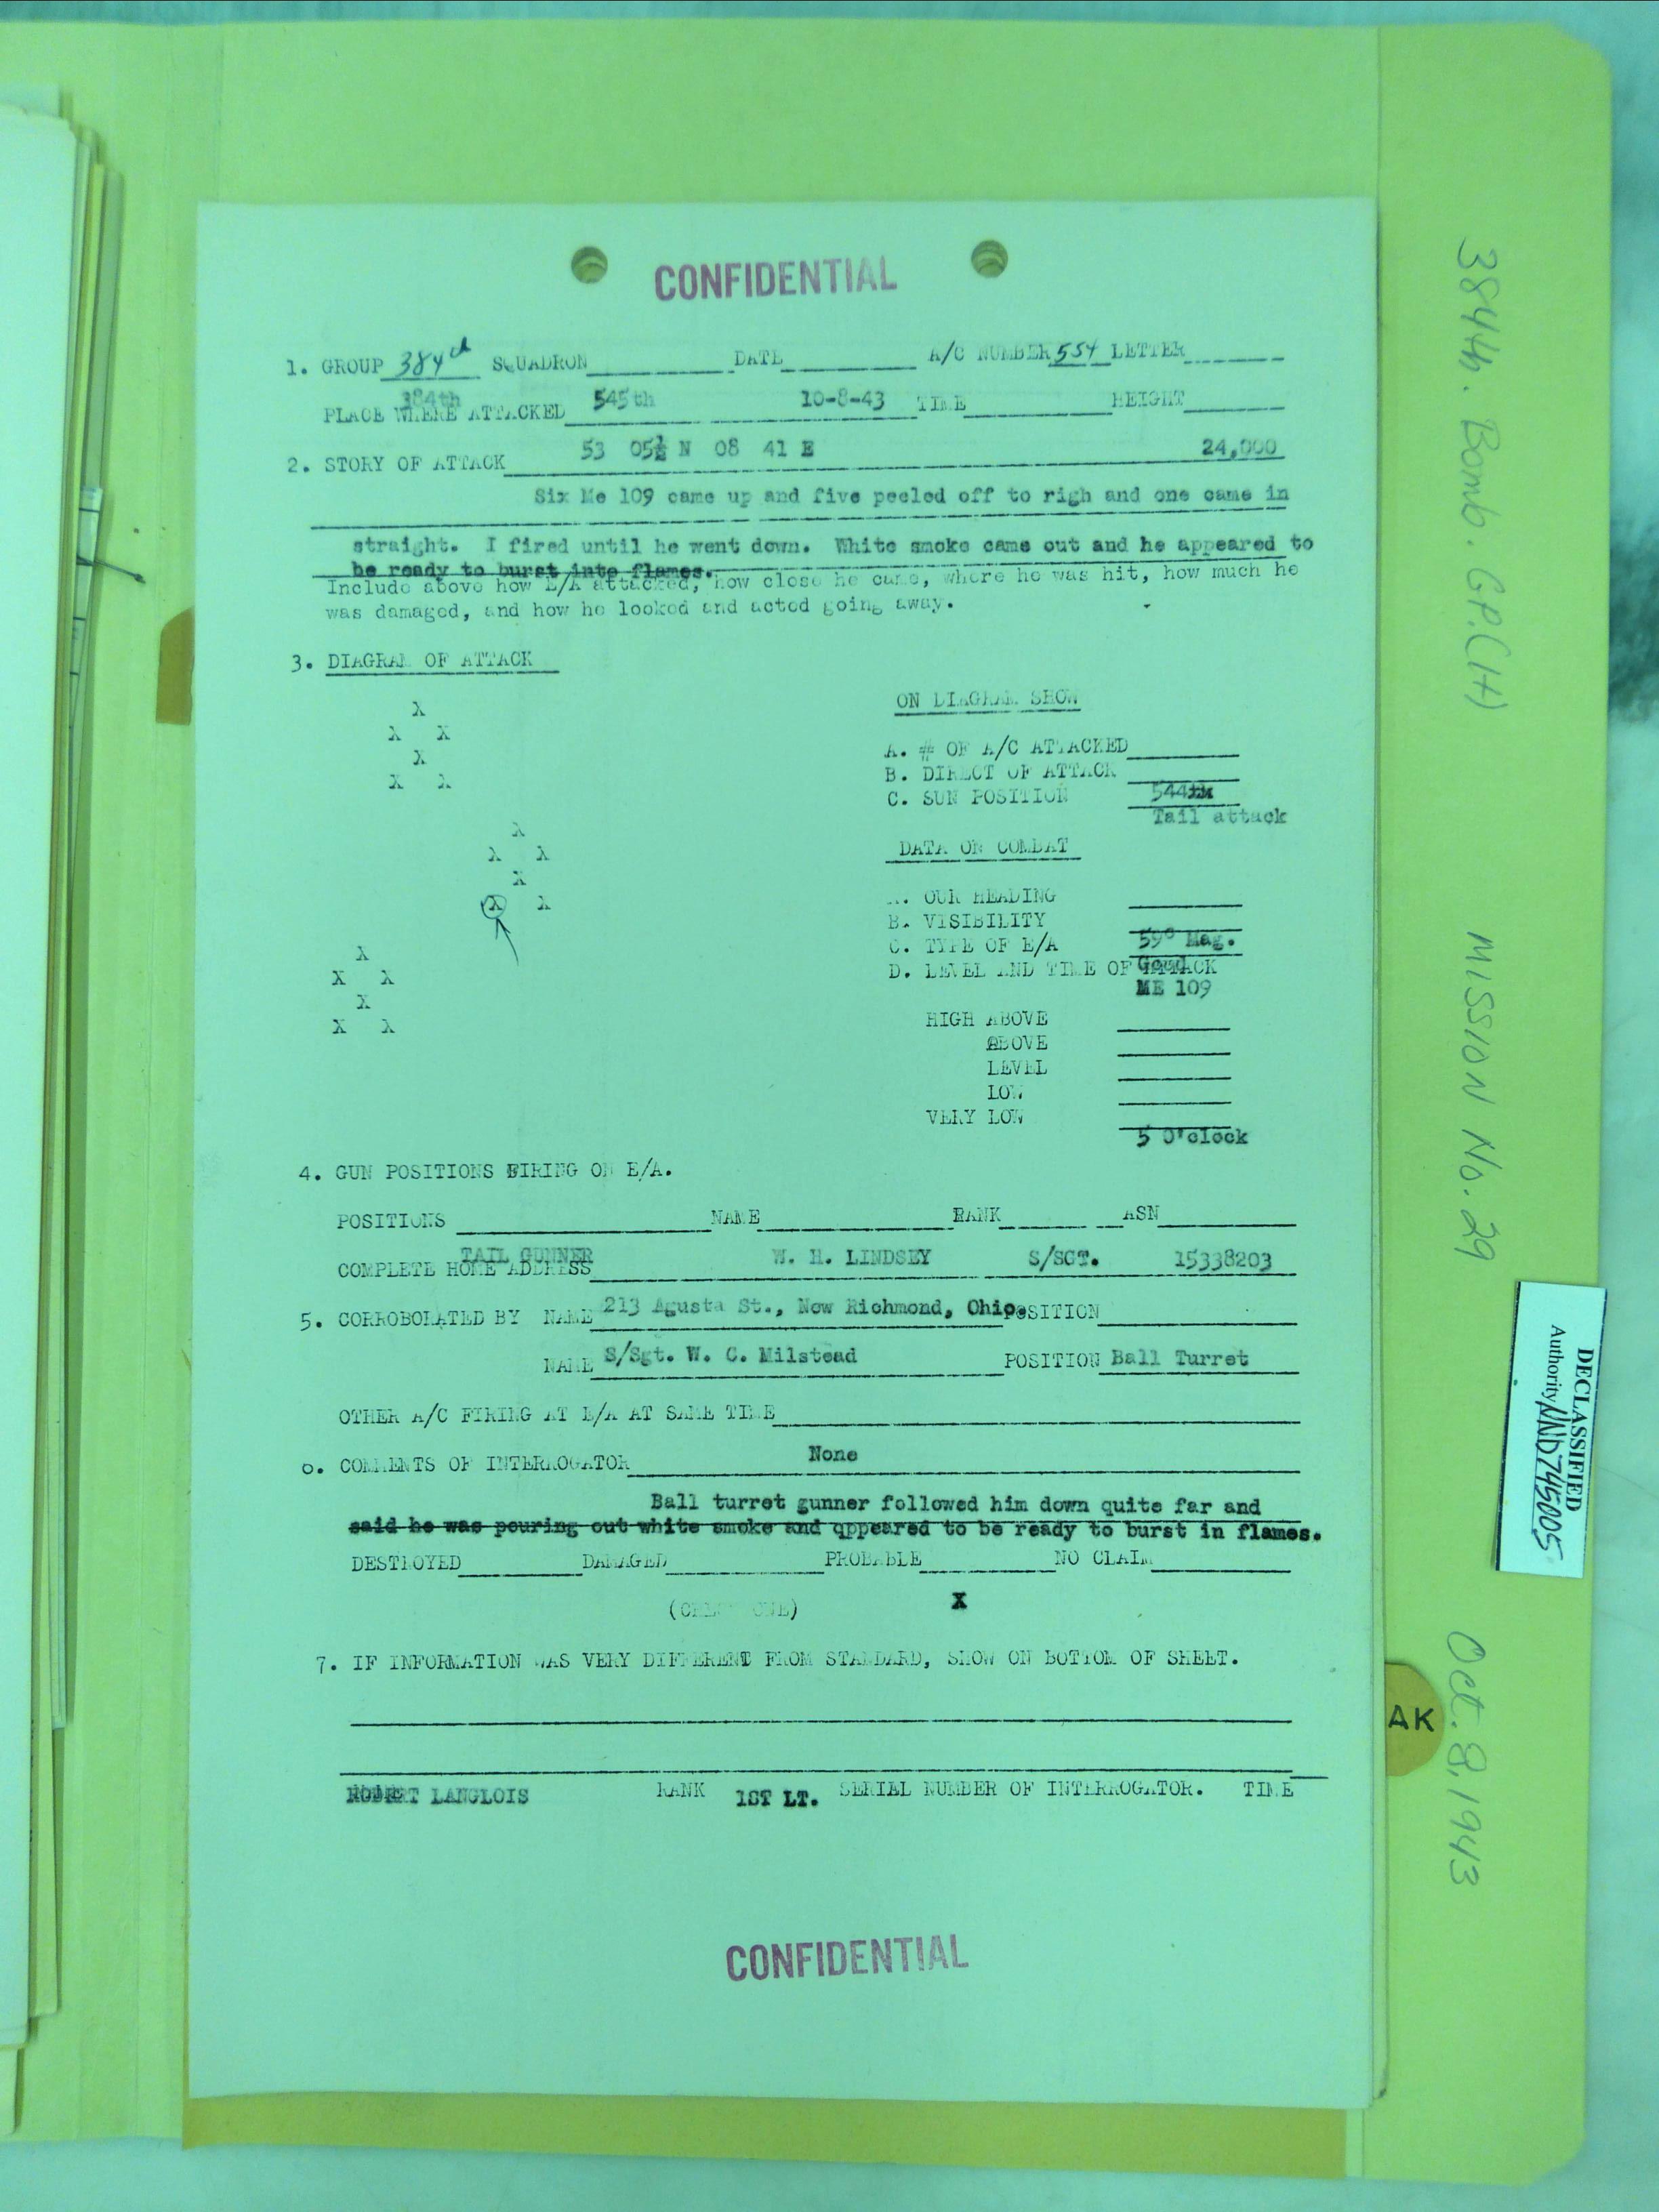 CONFIDENTIAL
1. GROUP 384th SQUADRON DATE A/C NUMBER 554 LETTER
384th 545th 10-8-43
PLACE WHERE ATTACKED TIME HEIGHT
53 05½ N 08 41 E 24,000
2. STORY OF ATTACK
Six Me 109 came up and five peeled off to righ and one came in
straight. I fired until he went down. White smoke came out and he appeared to
be ready to burst into flames.
Include above how E/A attacked, how close he came, where he was hit, how much he
was damaged, and how he looked and acted going away.
3. DIAGRAM OF ATTACK
X
X X
X
X X
X
X X
X
X X
X
X X
X
X X
ON DIAGRAM SHOW
A. # OF A/C ATTACKED
B. DIRECT OF ATTACK
C. SUN POSITION 544th
Tail attack
DATA ON COMBAT
A. OUR HEADING
B. VISIBILITY
C. TYPE OF E/A 59° Mag.
D. LEVEL AND TIME OF ATTACK Good
ME 109
HIGH ABOVE
ABOVE
LEVEL
LOW
VERY LOW
5 O'clock
4. GUN POSITIONS FIRING ON E/A.
POSITIONS NAME RANK ASN
TAIL GUNNER W. H. LINDSEY S/SGT. 15338203
COMPLETE HOME ADDRESS
213 Agusta St., New Richmond, Ohio.
5. CORROBORATED BY NAME POSITION
NAME S/Sgt. W. C. Milstead POSITION Ball Turret
OTHER A/C FIRING AT E/A AT SAME TIME
None
6. COMMENTS OF INTERROGATOR
Ball turret gunner followed him down quite far and
said he was pouring out white smoke and qppeared to be ready to burst in flames.
DESTROYED DAMAGED PROBABLE NO CLAIM
X
(CHECK ONE)
7. IF INFORMATION WAS VERY DIFFERENT FROM STANDARD, SHOW ON BOTTOM OF SHEET.
ROBERT LANGLOIS RANK 1ST LT. SERIAL NUMBER OF INTERROGATOR. TIME
CONFIDENTIAL
384th. Bomb. GP.(H) MISSION No. 29 Oct. 8, 1943
DECLASSIFIED
Authority NND745005
AK